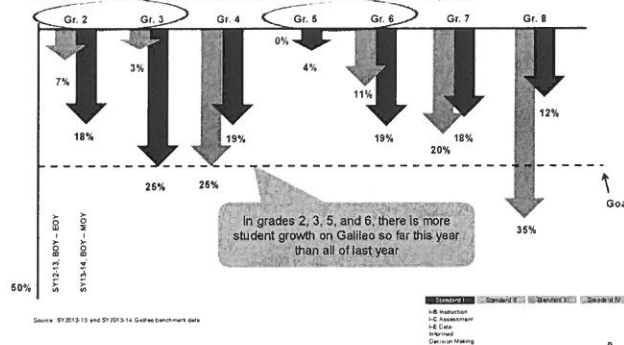 Gr. 2 Gr. 3 Gr. 4 Gr. 5 Gr. 6 Gr. 7 Gr. 8
0%
7% 3% 4% 11% 12%
18% 19% 19% 20% 18%
25% 25% 35%
Goa
In grades 2, 3, 5, and 6, there is more
student growth on Galileo so far this year
than all of last year
SY12-13, BOY – EOY
SY13-14, BOY – MOY
50%
Source: SY2012-13 and SY2013-14 Galileo benchmark data
Standard I Standard II Standard III Standard IV
I-B Instruction
I-C Assessment
I-E Data-
Informed
Decision Making